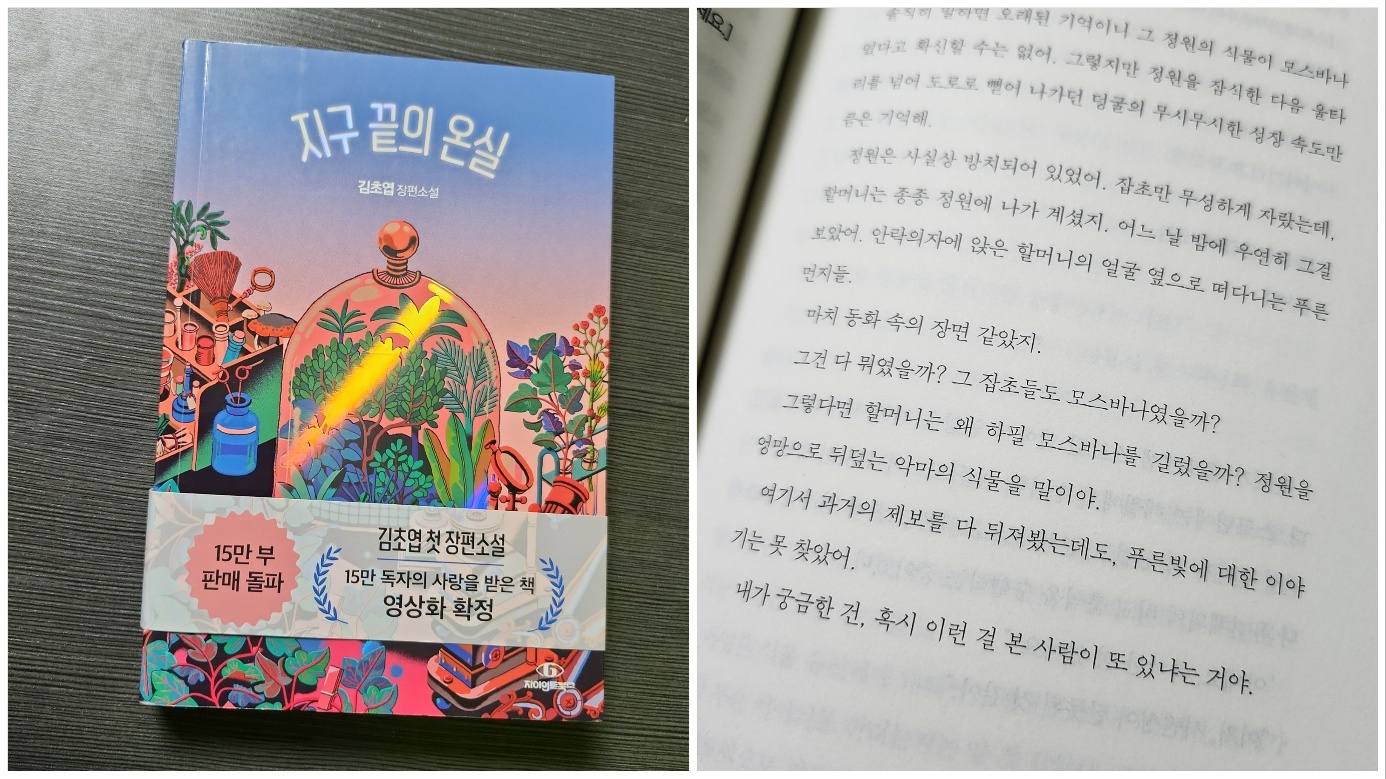 지구 끝의 온실
김초엽 장편소설
15만 부
판매 돌파
김초엽 첫 장편소설
15만 독자의 사랑을 받은 책
영상화 확정
자이언트북스
세요.]
솔직히 말하면 오래된 기억이니 그 정원의 식물이 모스바나
였다고 확신할 수는 없어. 그렇지만 정원을 잠식한 다음 울타
리를 넘어 도로로 뻗어 나가던 덩굴의 무시무시한 성장 속도만
큼은 기억해.
정원은 사실상 방치되어 있었어. 잡초만 무성하게 자랐는데,
할머니는 종종 정원에 나가 계셨지. 어느 날 밤에 우연히 그걸
보았어. 안락의자에 앉은 할머니의 얼굴 옆으로 떠다니는 푸른
먼지들.
마치 동화 속의 장면 같았지.
그건 다 뭐였을까? 그 잡초들도 모스바나였을까?
그렇다면 할머니는 왜 하필 모스바나를 길렀을까? 정원을
엉망으로 뒤덮는 악마의 식물을 말이야.
여기서 과거의 제보를 다 뒤져봤는데도, 푸른빛에 대한 이야
기는 못 찾았어.
내가 궁금한 건, 혹시 이런 걸 본 사람이 또 있냐는 거야.